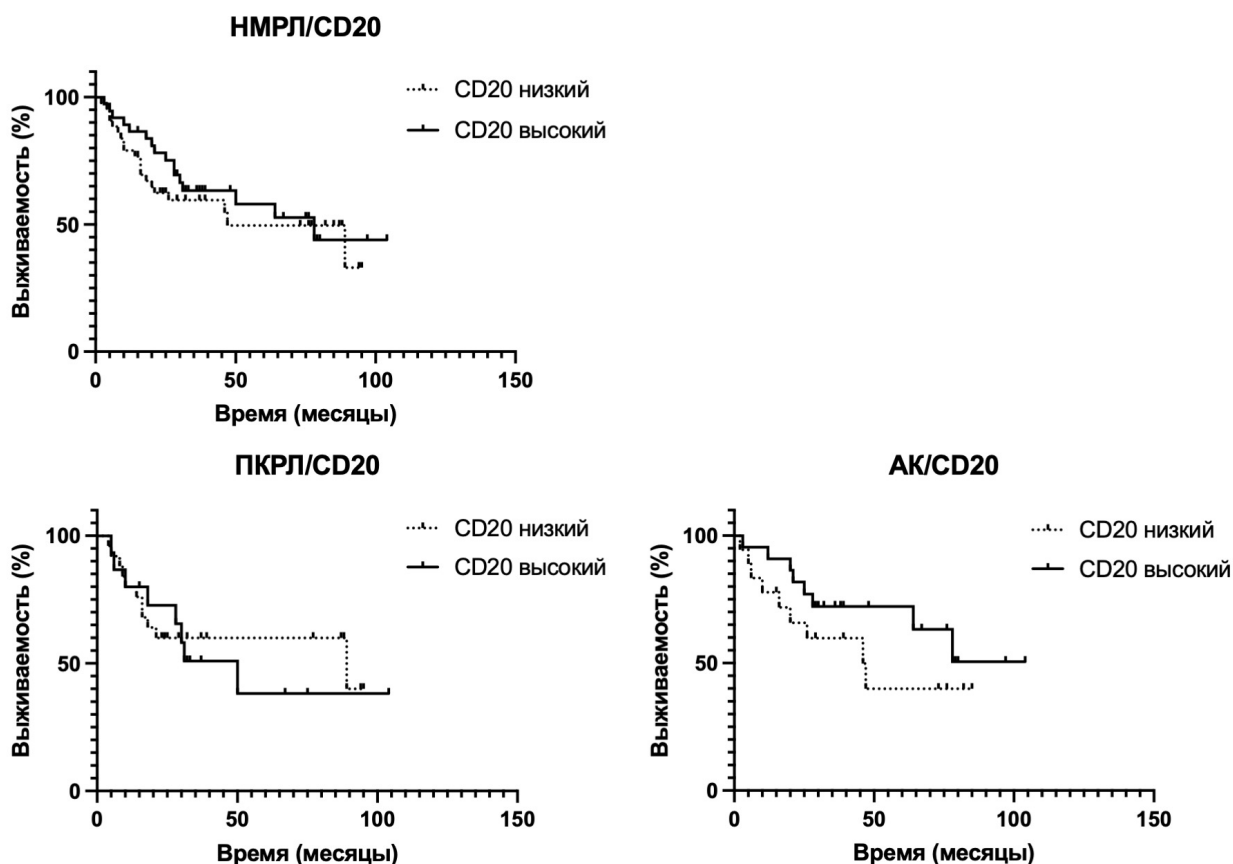 НМРЛ/CD20
CD20 низкий
CD20 высокий
Выживаемость (%)
100
50
0
0 50 100 150
Время (месяцы)
ПКРЛ/CD20
CD20 низкий
CD20 высокий
Выживаемость (%)
100
50
0
0 50 100 150
Время (месяцы)
АК/CD20
CD20 низкий
CD20 высокий
Выживаемость (%)
100
50
0
0 50 100 150
Время (месяцы)